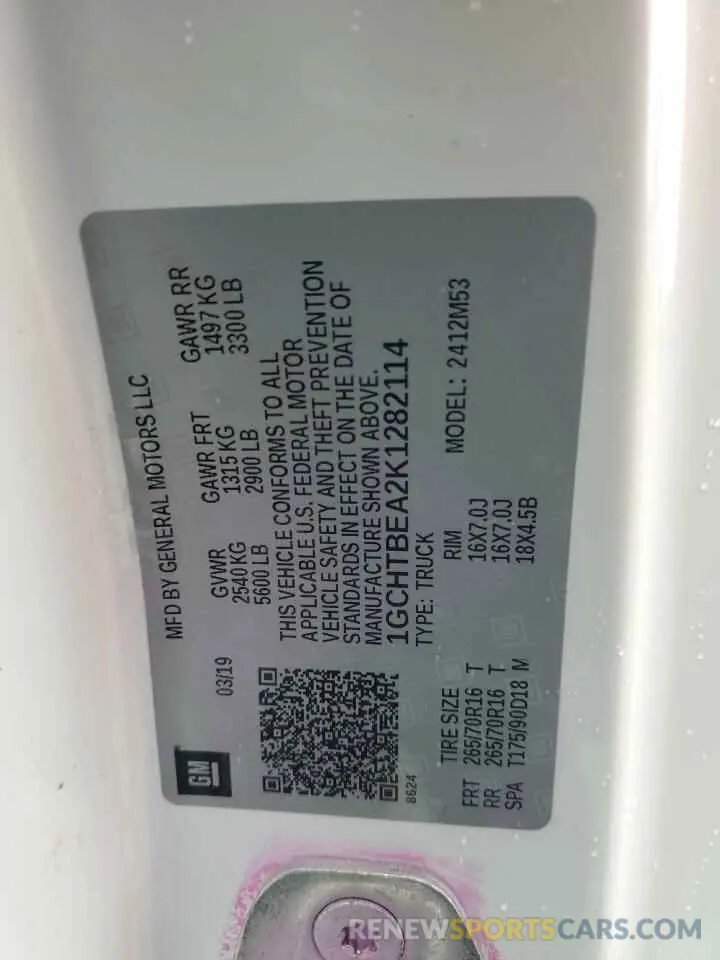 GM
03/19
MFD BY GENERAL MOTORS LLC
GVWR GAWR FRT GAWR RR
2540 KG 1315 KG 1497 KG
5600 LB 2900 LB 3300 LB
THIS VEHICLE CONFORMS TO ALL
APPLICABLE U.S. FEDERAL MOTOR
VEHICLE SAFETY AND THEFT PREVENTION
STANDARDS IN EFFECT ON THE DATE OF
MANUFACTURE SHOWN ABOVE.
1GCHTBEA2K1282114
8624
TYPE: TRUCK MODEL: 2412M53
TIRE SIZE RIM
FRT 265/70R16 T 16X7.0J
RR 265/70R16 T 16X7.0J
SPA T175/90D18 M 18X4.5B
RENEWSPORTSCARS.COM